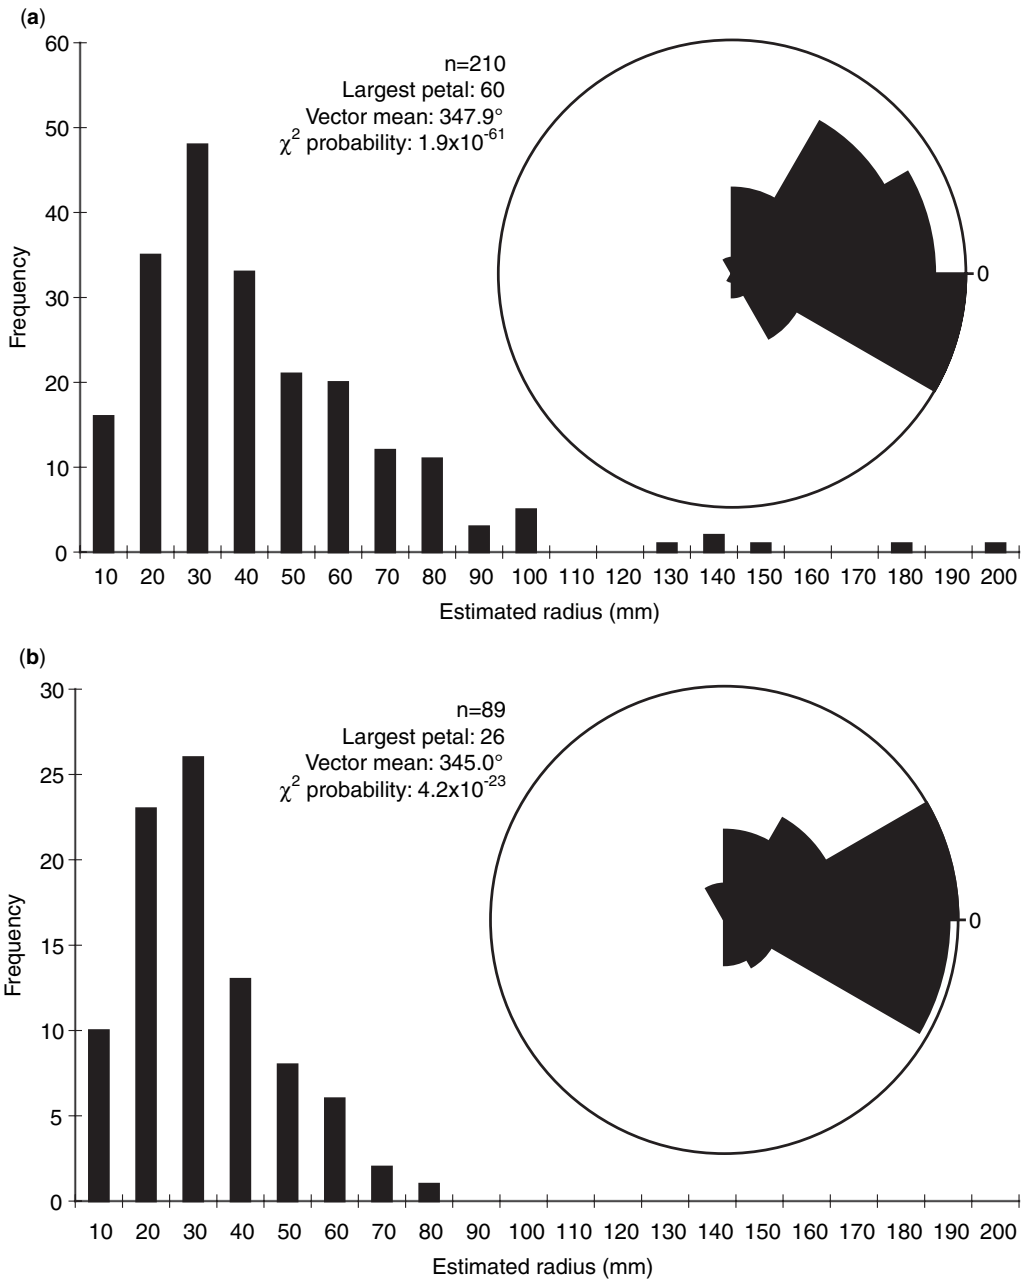 (a)
60
50
40
30
20
10
0
Frequency
n=210
Largest petal: 60
Vector mean: 347.9°
χ² probability: 1.9x10⁻⁶¹
0
10 20 30 40 50 60 70 80 90 100 110 120 130 140 150 160 170 180 190 200
Estimated radius (mm)
(b)
30
25
20
15
10
5
0
Frequency
n=89
Largest petal: 26
Vector mean: 345.0°
χ² probability: 4.2x10⁻²³
0
10 20 30 40 50 60 70 80 90 100 110 120 130 140 150 160 170 180 190 200
Estimated radius (mm)